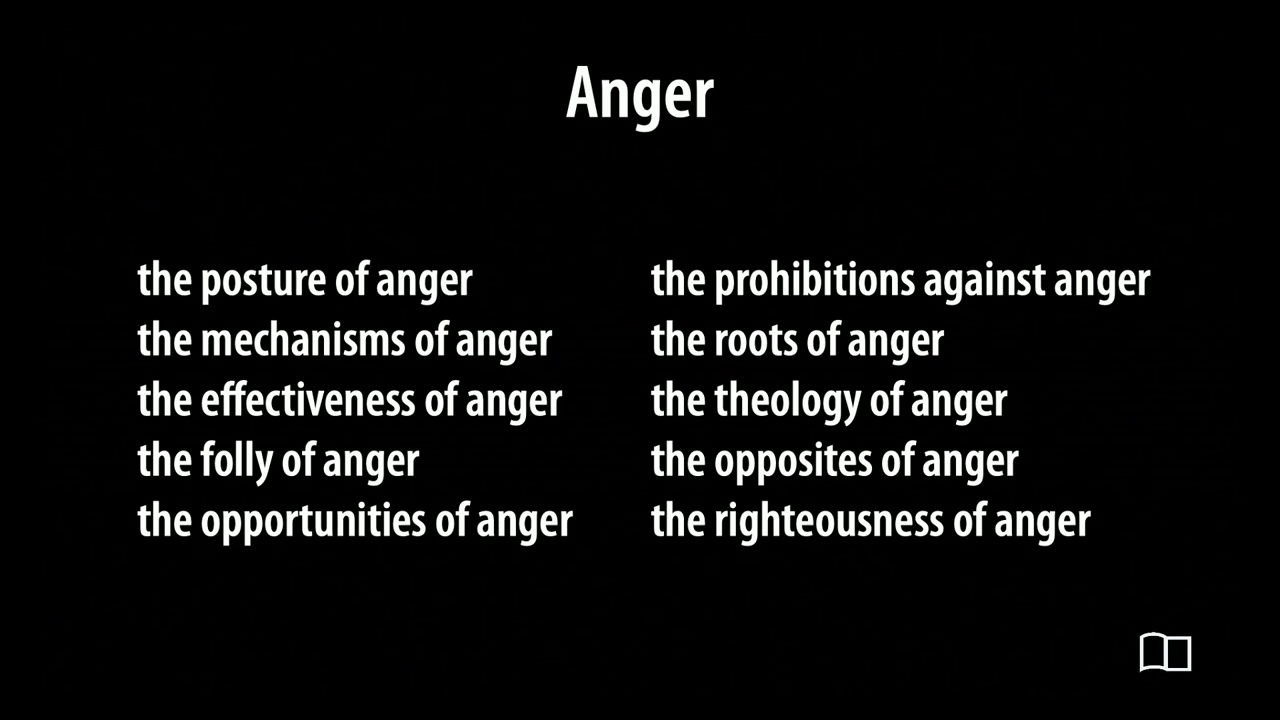 Anger
the posture of anger
the mechanisms of anger
the effectiveness of anger
the folly of anger
the opportunities of anger
the prohibitions against anger
the roots of anger
the theology of anger
the opposites of anger
the righteousness of anger